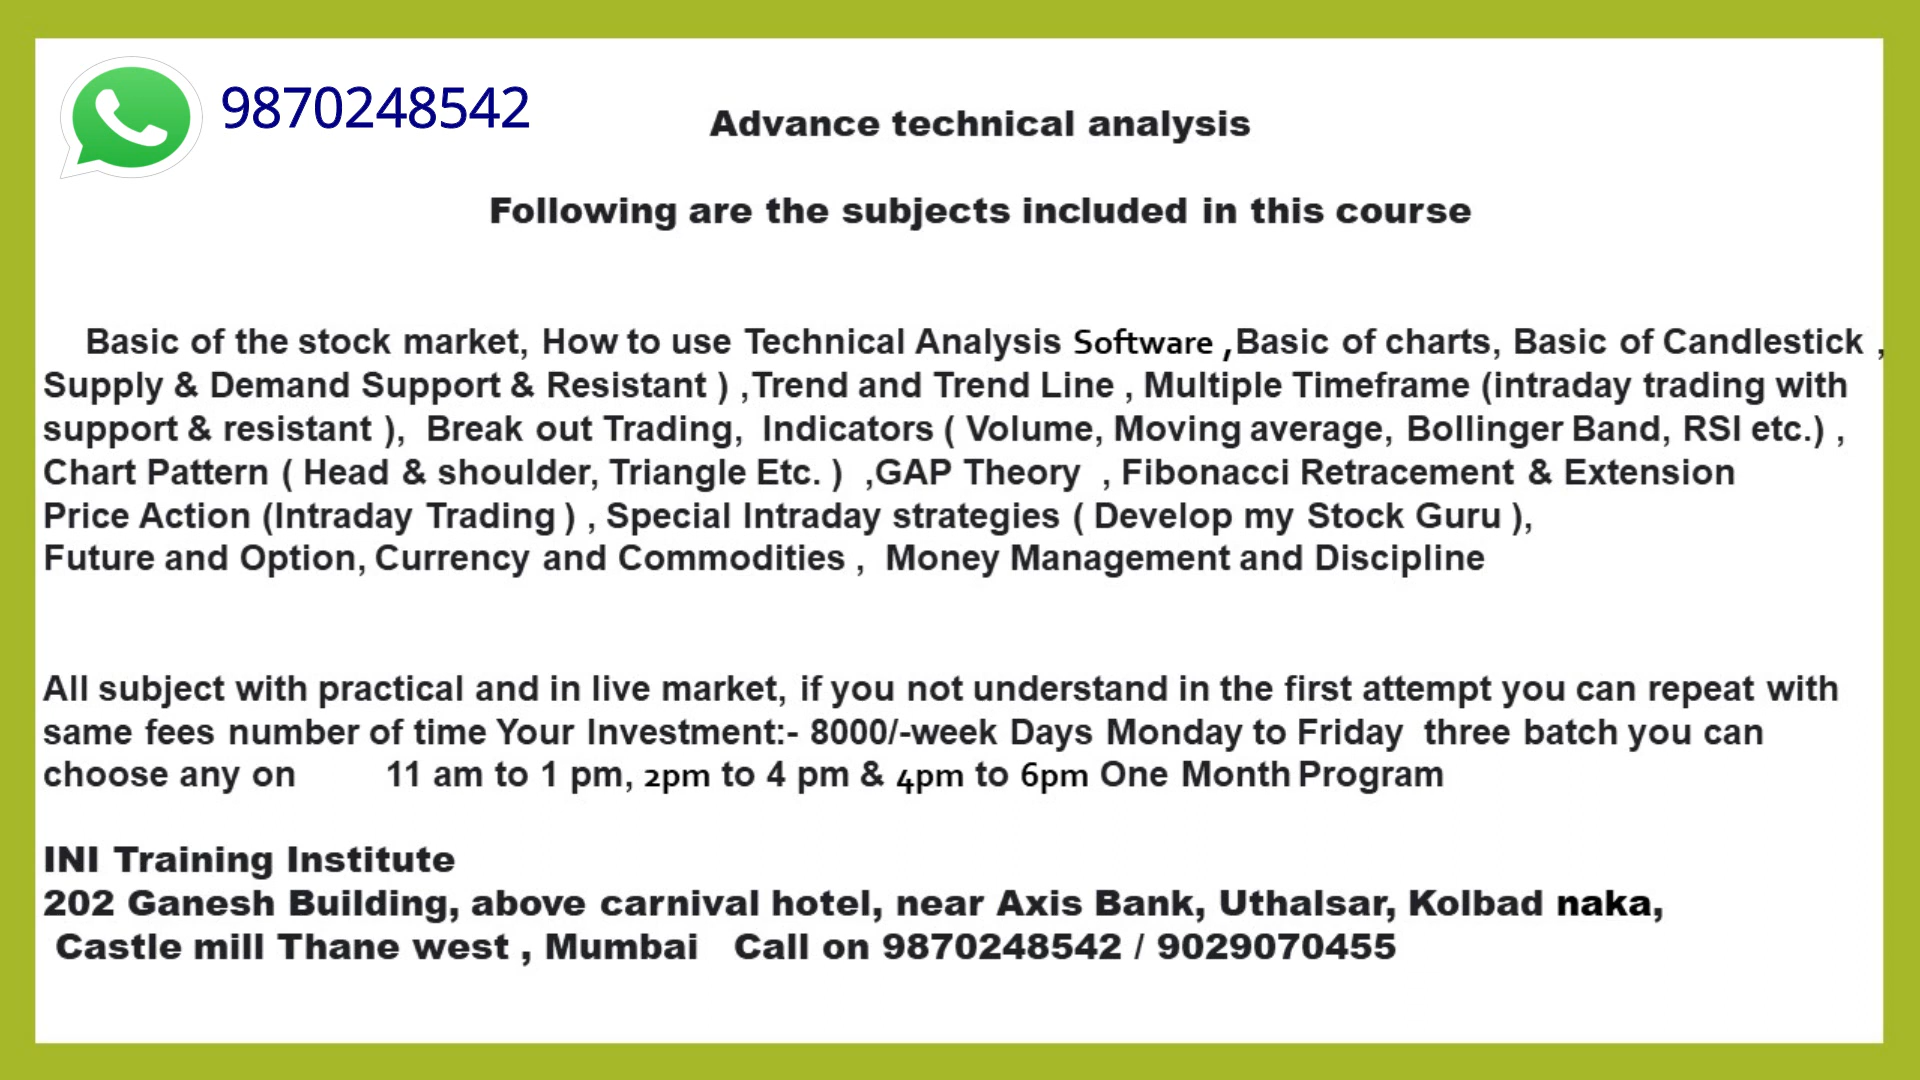 9870248542
Advance technical analysis
Following are the subjects included in this course
Basic of the stock market, How to use Technical Analysis Software ,Basic of charts, Basic of Candlestick ,
Supply & Demand Support & Resistant ) ,Trend and Trend Line , Multiple Timeframe (intraday trading with
support & resistant ), Break out Trading, Indicators ( Volume, Moving average, Bollinger Band, RSI etc.) ,
Chart Pattern ( Head & shoulder, Triangle Etc. ) ,GAP Theory , Fibonacci Retracement & Extension
Price Action (Intraday Trading ) , Special Intraday strategies ( Develop my Stock Guru ),
Future and Option, Currency and Commodities , Money Management and Discipline
All subject with practical and in live market, if you not understand in the first attempt you can repeat with
same fees number of time Your Investment:- 8000/-week Days Monday to Friday three batch you can
choose any on 11 am to 1 pm, 2pm to 4 pm & 4pm to 6pm One Month Program
INI Training Institute
202 Ganesh Building, above carnival hotel, near Axis Bank, Uthalsar, Kolbad naka,
Castle mill Thane west , Mumbai Call on 9870248542 / 9029070455